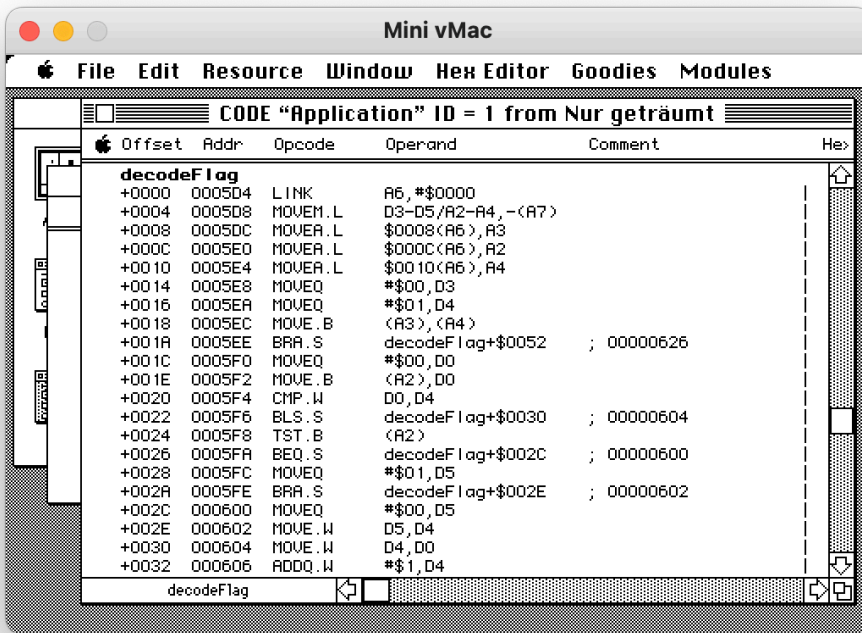 Mini vMac
File Edit Resource Window Hex Editor Goodies Modules
CODE “Application” ID = 1 from Nur geträumt
Offset Addr Opcode Operand Comment Hex
decodeFlag
+0000 0005D4 LINK A6,#$0000
+0004 0005D8 MOVEM.L D3-D5/A2-A4,-(A7)
+0008 0005DC MOVEA.L $0008(A6),A3
+000C 0005E0 MOVEA.L $000C(A6),A2
+0010 0005E4 MOVEA.L $0010(A6),A4
+0014 0005E8 MOVEQ #$00,D3
+0016 0005EA MOVEQ #$01,D4
+0018 0005EC MOVE.B (A3),(A4)
+001A 0005EE BRA.S decodeFlag+$0052 ; 00000626
+001C 0005F0 MOVEQ #$00,D0
+001E 0005F2 MOVE.B (A2),D0
+0020 0005F4 CMP.W D0,D4
+0022 0005F6 BLS.S decodeFlag+$0030 ; 00000604
+0024 0005F8 TST.B (A2)
+0026 0005FA BEQ.S decodeFlag+$002C ; 00000600
+0028 0005FC MOVEQ #$01,D5
+002A 0005FE BRA.S decodeFlag+$002E ; 00000602
+002C 000600 MOVEQ #$00,D5
+002E 000602 MOVE.W D5,D4
+0030 000604 MOVE.W D4,D0
+0032 000606 ADDQ.W #$1,D4
decodeFlag